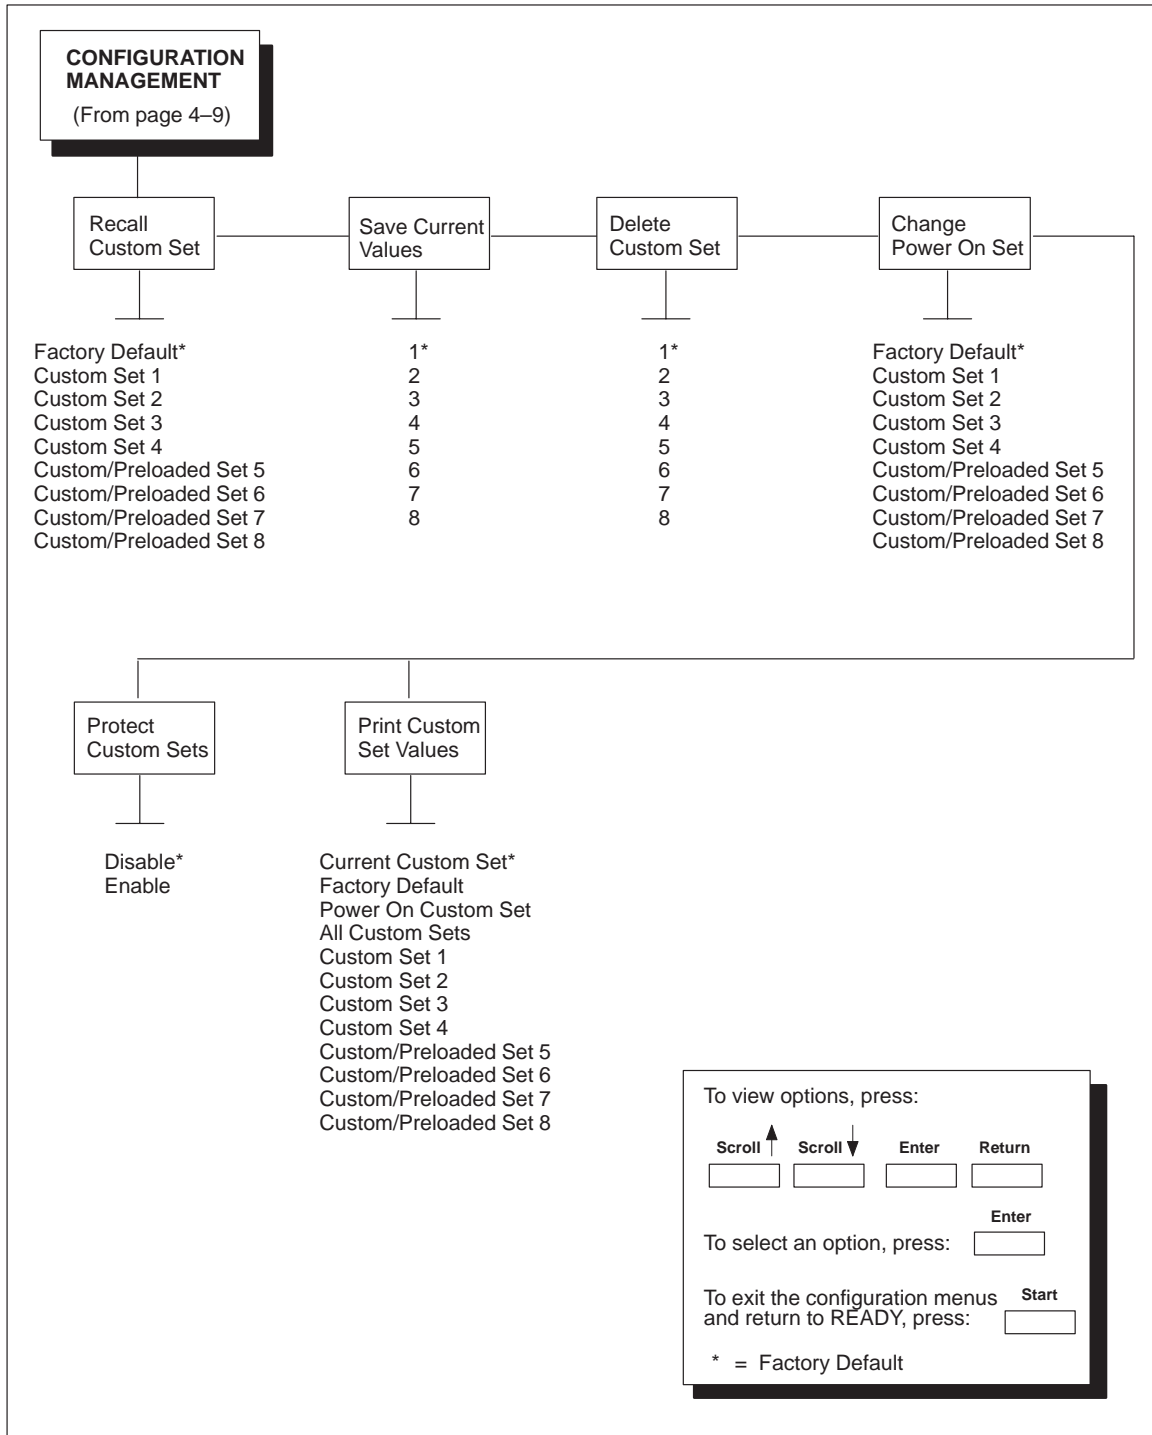 CONFIGURATION
MANAGEMENT
(From page 4–9)
Recall
Custom Set
Save Current
Values
Delete
Custom Set
Change
Power On Set
Factory Default*
Custom Set 1
Custom Set 2
Custom Set 3
Custom Set 4
Custom/Preloaded Set 5
Custom/Preloaded Set 6
Custom/Preloaded Set 7
Custom/Preloaded Set 8
1*
2
3
4
5
6
7
8
1*
2
3
4
5
6
7
8
Factory Default*
Custom Set 1
Custom Set 2
Custom Set 3
Custom Set 4
Custom/Preloaded Set 5
Custom/Preloaded Set 6
Custom/Preloaded Set 7
Custom/Preloaded Set 8
Protect
Custom Sets
Print Custom
Set Values
Disable*
Enable
Current Custom Set*
Factory Default
Power On Custom Set
All Custom Sets
Custom Set 1
Custom Set 2
Custom Set 3
Custom Set 4
Custom/Preloaded Set 5
Custom/Preloaded Set 6
Custom/Preloaded Set 7
Custom/Preloaded Set 8
To view options, press:
Scroll Scroll Enter Return
Enter
To select an option, press:
To exit the configuration menus Start
and return to READY, press:
* = Factory Default